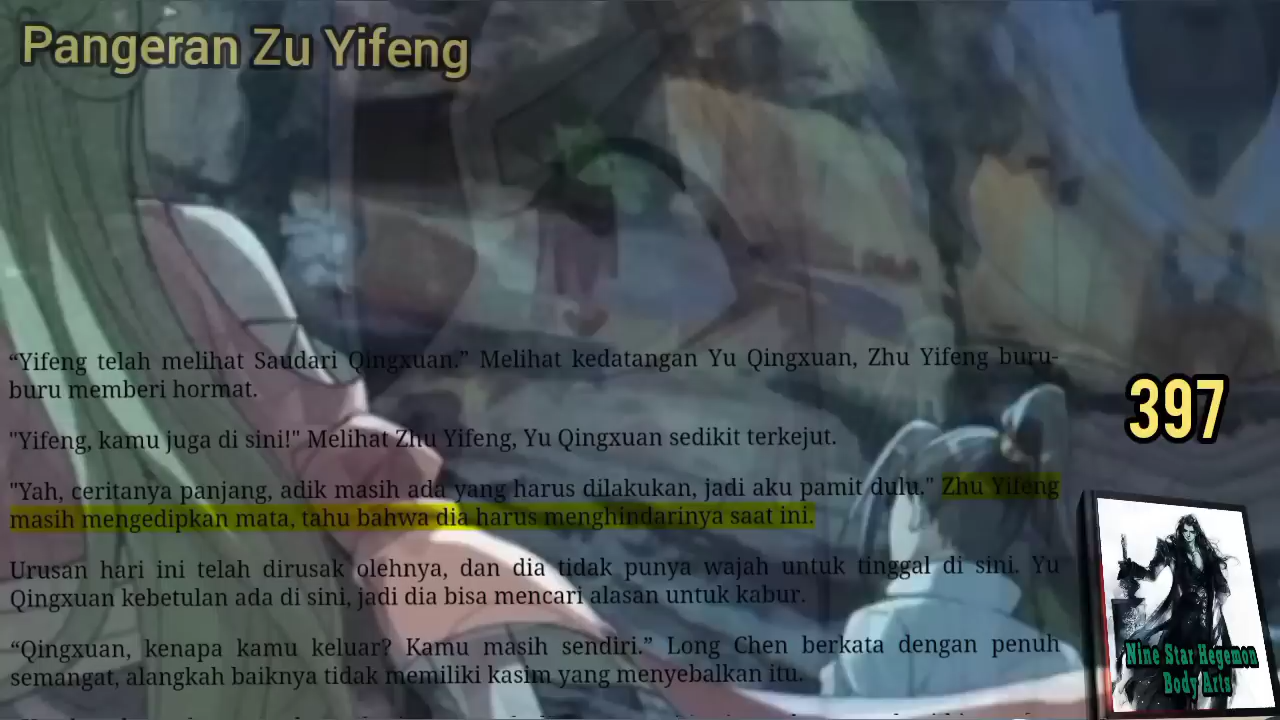 Pangeran Zu Yifeng
“Yifeng telah melihat Saudari Qingxuan.” Melihat kedatangan Yu Qingxuan, Zhu Yifeng buru-
buru memberi hormat.
"Yifeng, kamu juga di sini!" Melihat Zhu Yifeng, Yu Qingxuan sedikit terkejut.
"Yah, ceritanya panjang, adik masih ada yang harus dilakukan, jadi aku pamit dulu." Zhu Yifeng
masih mengedipkan mata, tahu bahwa dia harus menghindarinya saat ini.
Urusan hari ini telah dirusak olehnya, dan dia tidak punya wajah untuk tinggal di sini. Yu
Qingxuan kebetulan ada di sini, jadi dia bisa mencari alasan untuk kabur.
“Qingxuan, kenapa kamu keluar? Kamu masih sendiri.” Long Chen berkata dengan penuh
semangat, alangkah baiknya tidak memiliki kasim yang menyebalkan itu.
397
Nine Star Hegemon
Body Arts